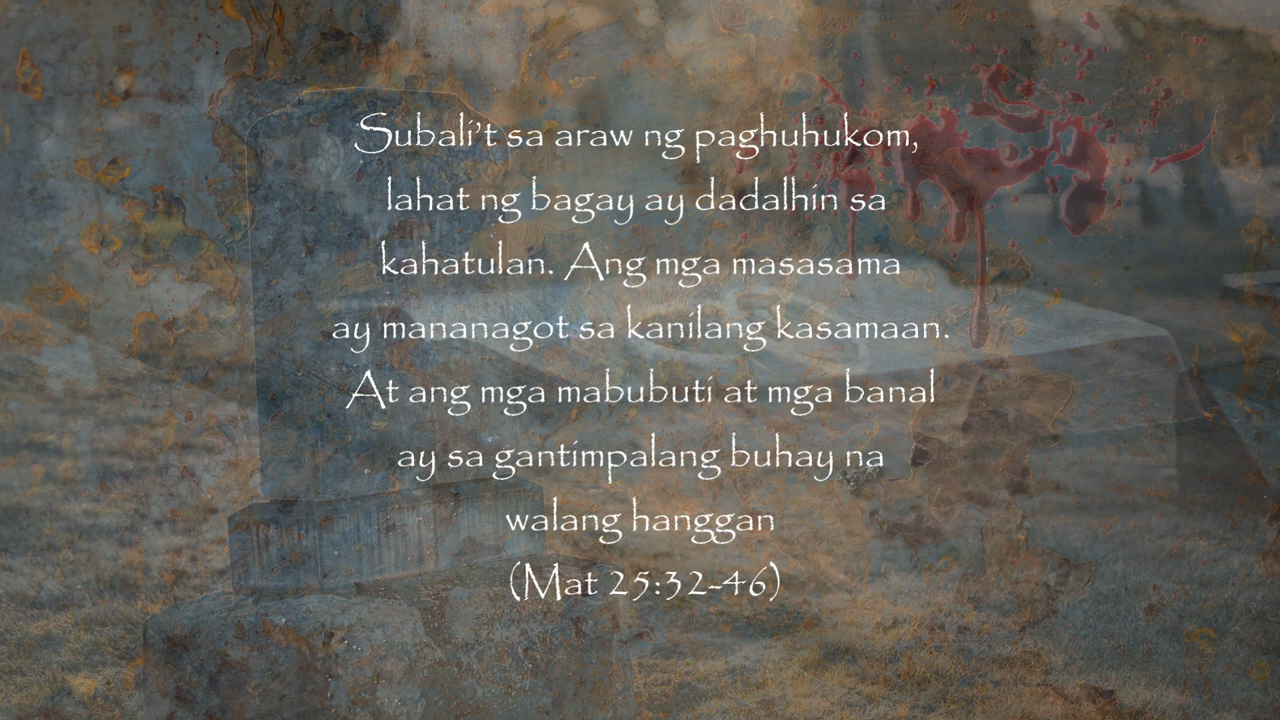 Subali't sa araw ng paghuhukom,
lahat ng bagay ay dadalhin sa
kahatulan. Ang mga masasama
ay mananagot sa kanilang kasamaan.
At ang mga mabubuti at mga banal
ay sa gantimpalang buhay na
walang hanggan
(Mat 25:32-46)